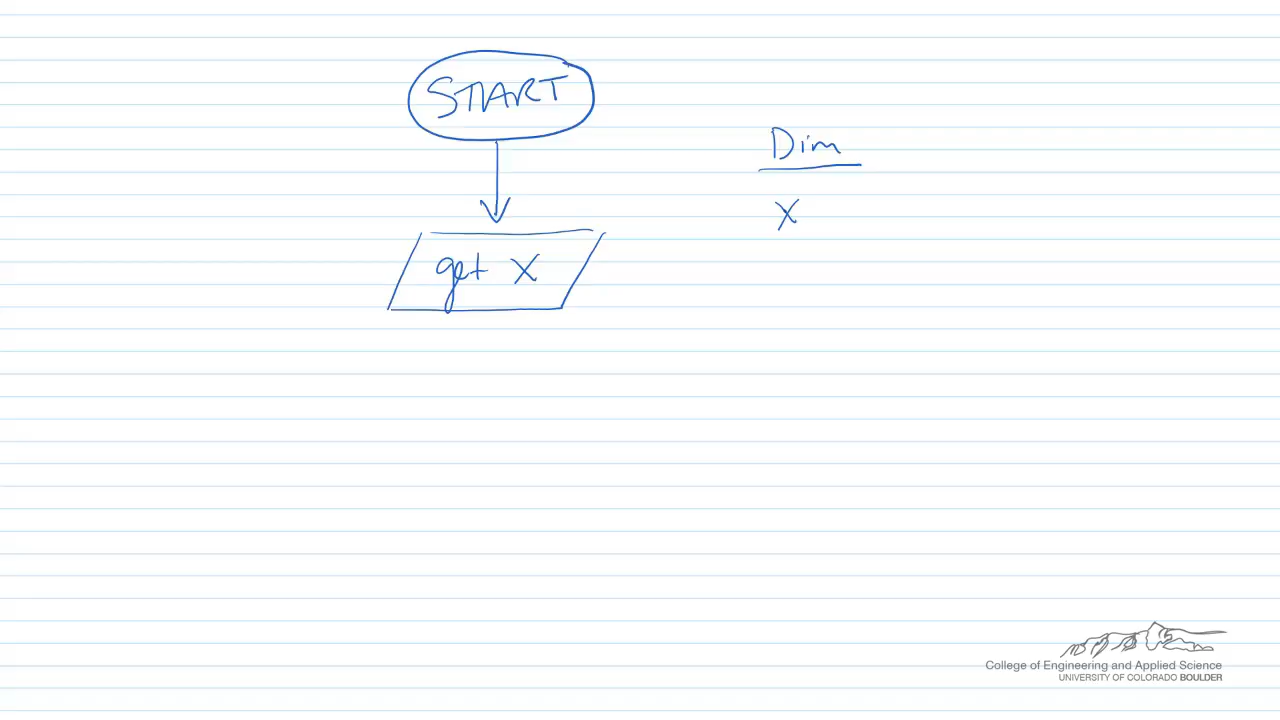 START
Dim
X
get X
College of Engineering and Applied Science
UNIVERSITY OF COLORADO BOULDER